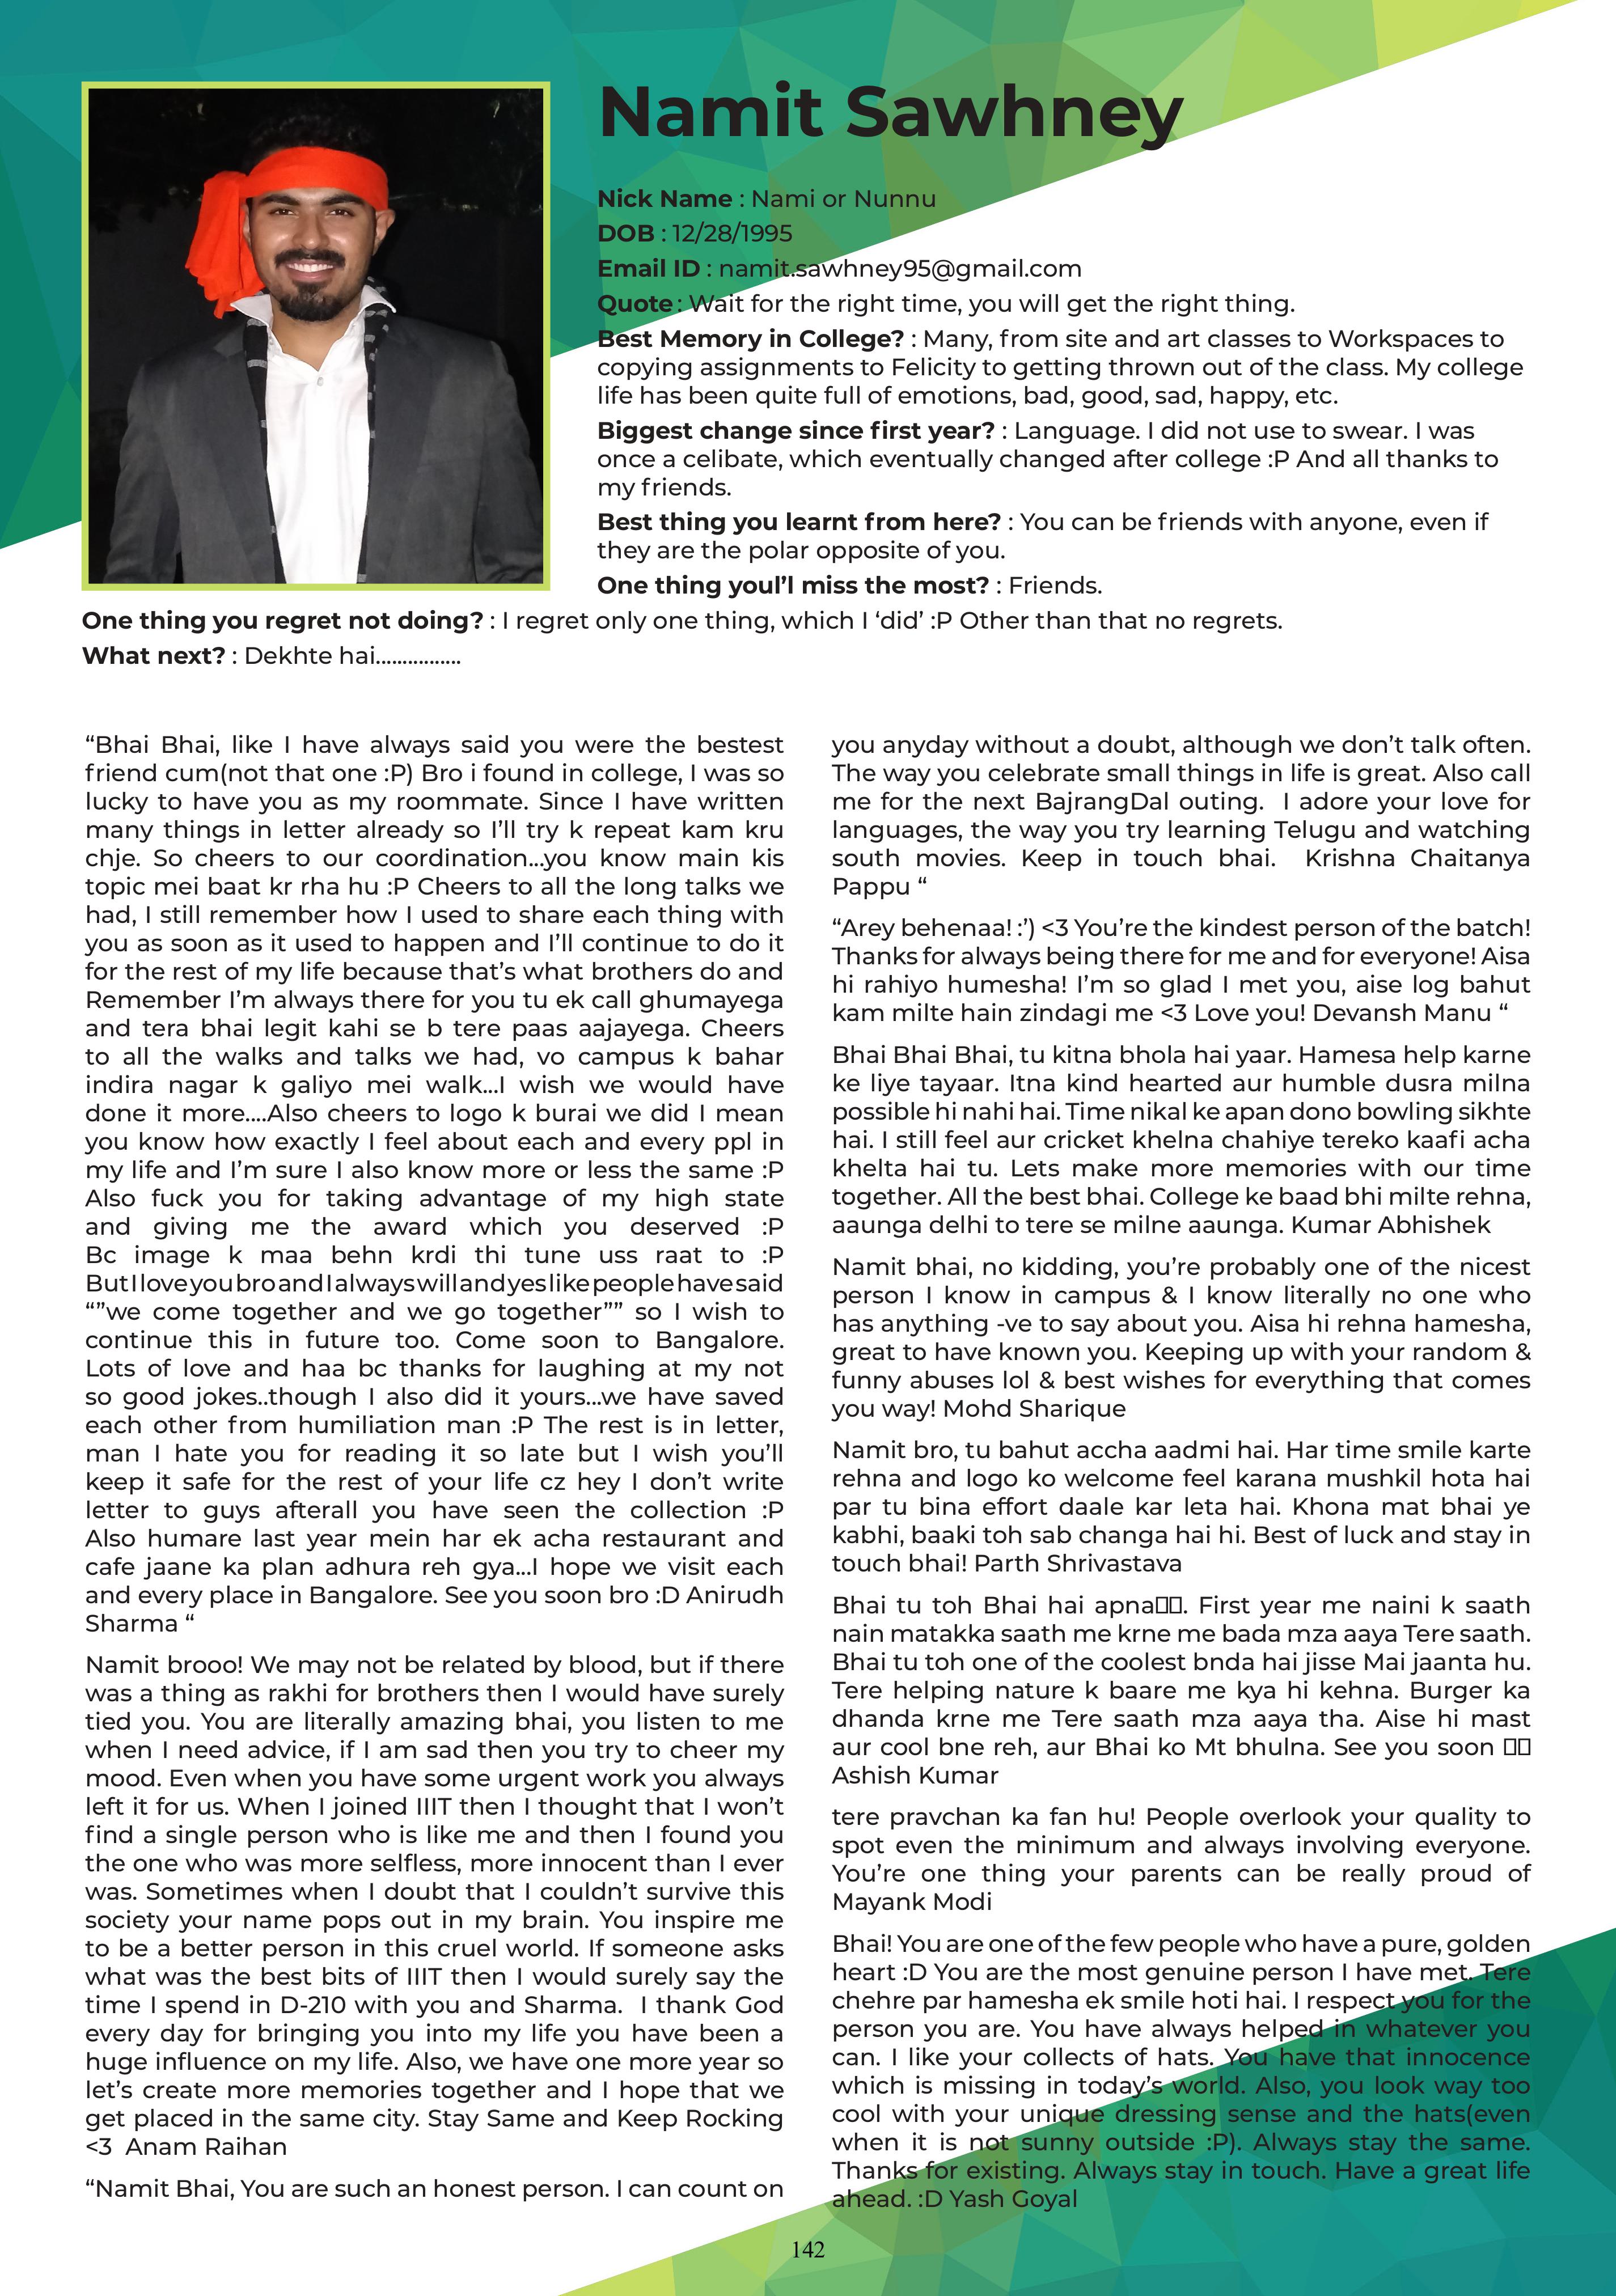 Namit Sawhney
Nick Name : Nami or Nunnu
DOB : 12/28/1995
Email ID : namit.sawhney95@gmail.com
Quote : Wait for the right time, you will get the right thing.
Best Memory in College? : Many, from site and art classes to Workspaces to
copying assignments to Felicity to getting thrown out of the class. My college
life has been quite full of emotions, bad, good, sad, happy, etc.
Biggest change since first year? : Language. I did not use to swear. I was
once a celibate, which eventually changed after college :P And all thanks to
my friends.
Best thing you learnt from here? : You can be friends with anyone, even if
they are the polar opposite of you.
One thing youl’l miss the most? : Friends.
One thing you regret not doing? : I regret only one thing, which I ‘did’ :P Other than that no regrets.
What next? : Dekhte hai................
“Bhai Bhai, like I have always said you were the bestest
friend cum(not that one :P) Bro i found in college, I was so
lucky to have you as my roommate. Since I have written
many things in letter already so I’ll try k repeat kam kru
chje. So cheers to our coordination...you know main kis
topic mei baat kr rha hu :P Cheers to all the long talks we
had, I still remember how I used to share each thing with
you as soon as it used to happen and I’ll continue to do it
for the rest of my life because that’s what brothers do and
Remember I’m always there for you tu ek call ghumayega
and tera bhai legit kahi se b tere paas aajayega. Cheers
to all the walks and talks we had, vo campus k bahar
indira nagar k galiyo mei walk...I wish we would have
done it more....Also cheers to logo k burai we did I mean
you know how exactly I feel about each and every ppl in
my life and I’m sure I also know more or less the same :P
Also fuck you for taking advantage of my high state
and giving me the award which you deserved :P
Bc image k maa behn krdi thi tune uss raat to :P
But I love you bro and I always will and yes like people have said
“”we come together and we go together”” so I wish to
continue this in future too. Come soon to Bangalore.
Lots of love and haa bc thanks for laughing at my not
so good jokes..though I also did it yours...we have saved
each other from humiliation man :P The rest is in letter,
man I hate you for reading it so late but I wish you’ll
keep it safe for the rest of your life cz hey I don’t write
letter to guys afterall you have seen the collection :P
Also humare last year mein har ek acha restaurant and
cafe jaane ka plan adhura reh gya...I hope we visit each
and every place in Bangalore. See you soon bro :D Anirudh
Sharma “
Namit brooo! We may not be related by blood, but if there
was a thing as rakhi for brothers then I would have surely
tied you. You are literally amazing bhai, you listen to me
when I need advice, if I am sad then you try to cheer my
mood. Even when you have some urgent work you always
left it for us. When I joined IIIT then I thought that I won’t
find a single person who is like me and then I found you
the one who was more selfless, more innocent than I ever
was. Sometimes when I doubt that I couldn’t survive this
society your name pops out in my brain. You inspire me
to be a better person in this cruel world. If someone asks
what was the best bits of IIIT then I would surely say the
time I spend in D-210 with you and Sharma. I thank God
every day for bringing you into my life you have been a
huge influence on my life. Also, we have one more year so
let’s create more memories together and I hope that we
get placed in the same city. Stay Same and Keep Rocking
<3 Anam Raihan
“Namit Bhai, You are such an honest person. I can count on
you anyday without a doubt, although we don’t talk often.
The way you celebrate small things in life is great. Also call
me for the next BajrangDal outing. I adore your love for
languages, the way you try learning Telugu and watching
south movies. Keep in touch bhai. Krishna Chaitanya
Pappu “
“Arey behenaa! :’) <3 You’re the kindest person of the batch!
Thanks for always being there for me and for everyone! Aisa
hi rahiyo humesha! I’m so glad I met you, aise log bahut
kam milte hain zindagi me <3 Love you! Devansh Manu “
Bhai Bhai Bhai, tu kitna bhola hai yaar. Hamesa help karne
ke liye tayaar. Itna kind hearted aur humble dusra milna
possible hi nahi hai. Time nikal ke apan dono bowling sikhte
hai. I still feel aur cricket khelna chahiye tereko kaafi acha
khelta hai tu. Lets make more memories with our time
together. All the best bhai. College ke baad bhi milte rehna,
aaunga delhi to tere se milne aaunga. Kumar Abhishek
Namit bhai, no kidding, you’re probably one of the nicest
person I know in campus & I know literally no one who
has anything -ve to say about you. Aisa hi rehna hamesha,
great to have known you. Keeping up with your random &
funny abuses lol & best wishes for everything that comes
you way! Mohd Sharique
Namit bro, tu bahut accha aadmi hai. Har time smile karte
rehna and logo ko welcome feel karana mushkil hota hai
par tu bina effort daale kar leta hai. Khona mat bhai ye
kabhi, baaki toh sab changa hai hi. Best of luck and stay in
touch bhai! Parth Shrivastava
Bhai tu toh Bhai hai apna▯▯. First year me naini k saath
nain matakka saath me krne me bada mza aaya Tere saath.
Bhai tu toh one of the coolest bnda hai jisse Mai jaanta hu.
Tere helping nature k baare me kya hi kehna. Burger ka
dhanda krne me Tere saath mza aaya tha. Aise hi mast
aur cool bne reh, aur Bhai ko Mt bhulna. See you soon ▯▯
Ashish Kumar
tere pravchan ka fan hu! People overlook your quality to
spot even the minimum and always involving everyone.
You’re one thing your parents can be really proud of
Mayank Modi
Bhai! You are one of the few people who have a pure, golden
heart :D You are the most genuine person I have met. Tere
chehre par hamesha ek smile hoti hai. I respect you for the
person you are. You have always helped in whatever you
can. I like your collects of hats. You have that innocence
which is missing in today’s world. Also, you look way too
cool with your unique dressing sense and the hats(even
when it is not sunny outside :P). Always stay the same.
Thanks for existing. Always stay in touch. Have a great life
ahead. :D Yash Goyal
142